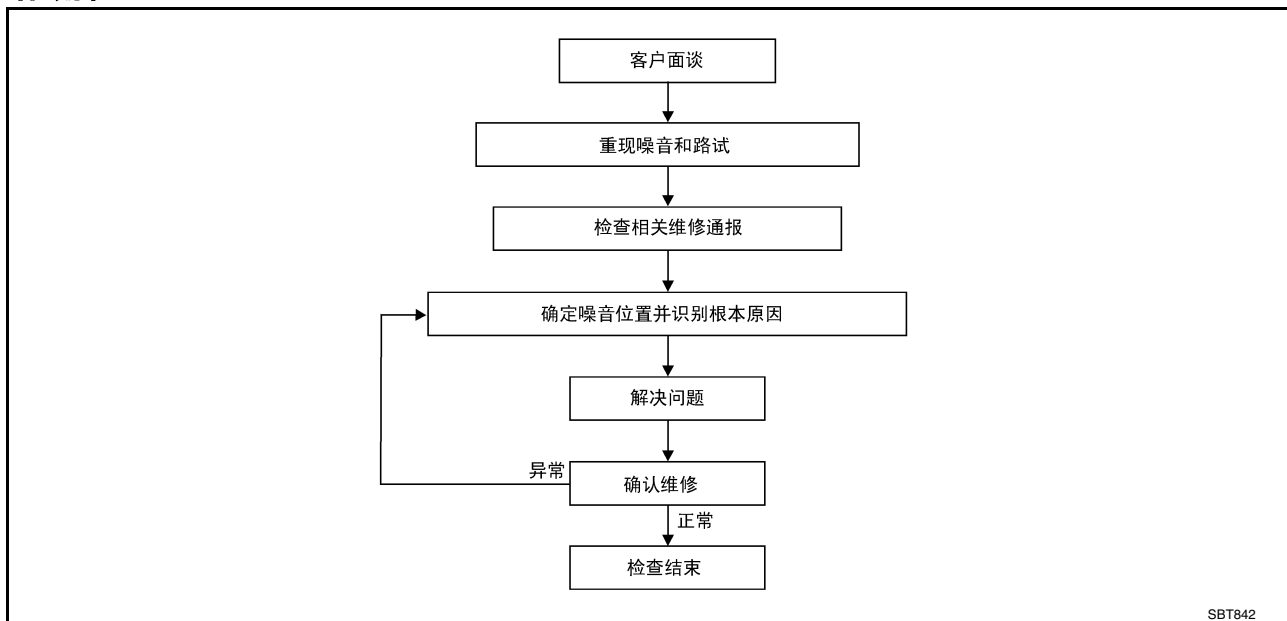 客户面谈
重现噪音和路试
检查相关维修通报
确定噪音位置并识别根本原因
解决问题
异常
确认维修
正常
检查结束
SBT842